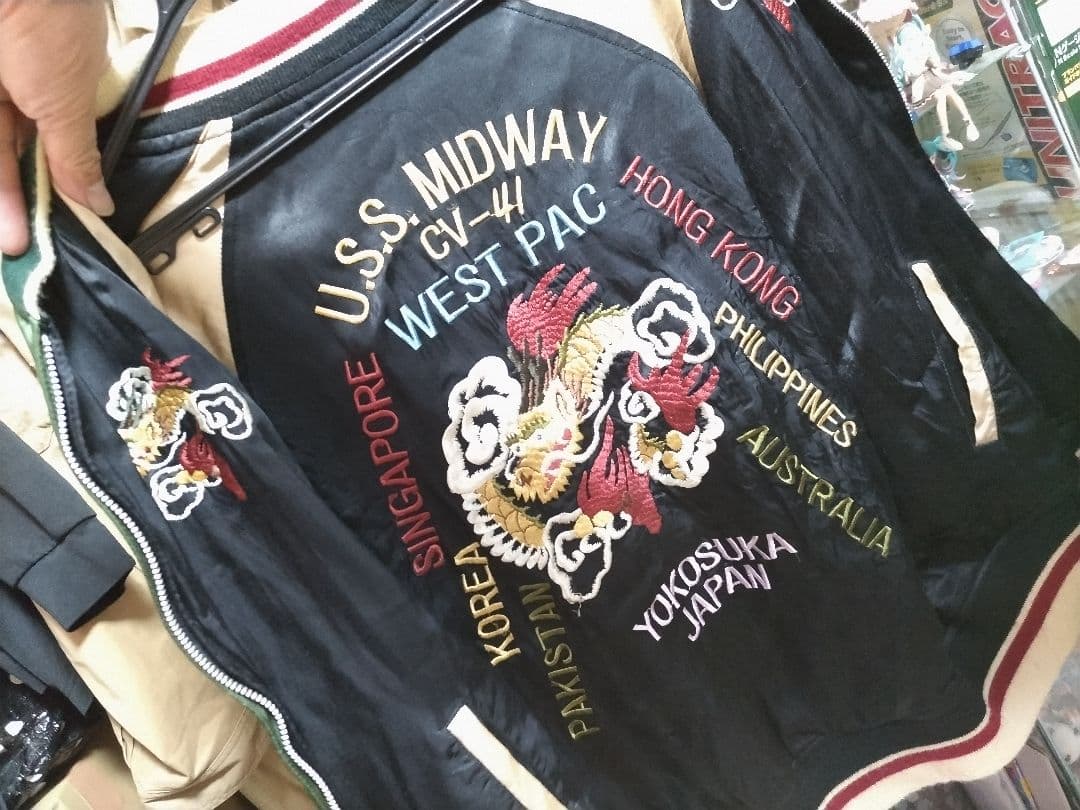 U.S.S. MIDWAY
CV-41
WEST PAC
HONG KONG
PHILIPPINES
AUSTRALIA
SINGAPORE
KOREA
PAKISTAN
YOKOSUKA
JAPAN